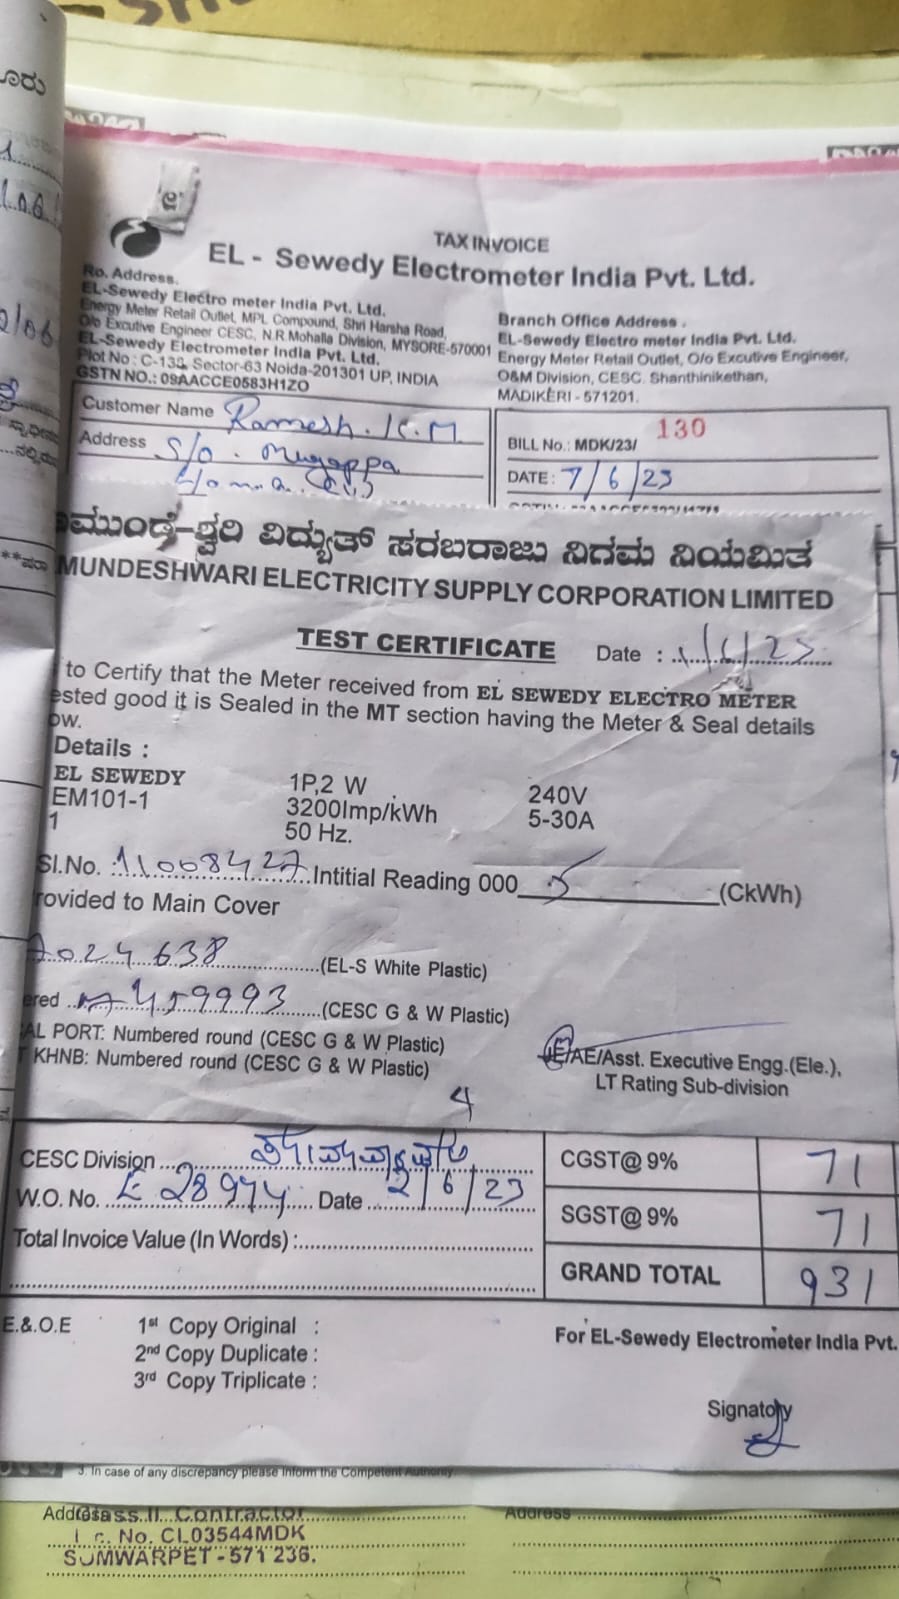 TAX INVOICE
EL - Sewedy Electrometer India Pvt. Ltd.
Ro. Address.
EL-Sewedy Electro meter India Pvt. Ltd.
Energy Meter Retail Outlet, MPL Compound, Shri Harsha Road,
O/o Excutive Engineer CESC, N.R.Mohalla Division, MYSORE-570001
EL-Sewedy Electrometer India Pvt. Ltd.
Plot No : C-13, Sector-63 Noida-201301 UP, INDIA
GSTN NO.: 09AACCE0583H1ZO
Branch Office Address .
EL-Sewedy Electro meter India Pvt. Ltd.
Energy Meter Retail Outlet, O/o Excutive Engineer,
O&M Division, CESC. Shanthinikethan,
MADIKERI - 571201.
Customer Name Ramesh. K.M
Address S/o. Mugappa
BILL No.: MDK/23/ 130
DATE : 7/6/23
ಾಮುಂಡೇಶ್ವರಿ ವಿದ್ಯುತ್ ಸರಬರಾಜು ನಿಗಮ ನಿಯಮಿತ
MUNDESHWARI ELECTRICITY SUPPLY CORPORATION LIMITED
TEST CERTIFICATE Date : 1/6/23
to Certify that the Meter received from EL SEWEDY ELECTRO METER
ested good it is Sealed in the MT section having the Meter & Seal details
ow.
Details :
EL SEWEDY 1P,2 W 240V
EM101-1 3200Imp/kWh 5-30A
1 50 Hz.
Sl.No. 11008427 Intitial Reading 000 5 (CkWh)
rovided to Main Cover
7024638 (EL-S White Plastic)
ered A459993 (CESC G & W Plastic)
AL PORT: Numbered round (CESC G & W Plastic)
T KHNB: Numbered round (CESC G & W Plastic)
JE/AE/Asst. Executive Engg.(Ele.),
LT Rating Sub-division
4
CESC Division
W.O. No. E 28974 Date 2/6/23
Total Invoice Value (In Words) :
CGST@ 9% 71
SGST@ 9% 71
GRAND TOTAL 931
E.&.O.E
1st Copy Original :
2nd Copy Duplicate :
3rd Copy Triplicate :
For EL-Sewedy Electrometer India Pvt.
Signatory
3. In case of any discrepancy please inform the Competent Authority.
Address
Class II Contractor
Lc. No. CL03544MDK
SOMWARPET - 571 236.
Address